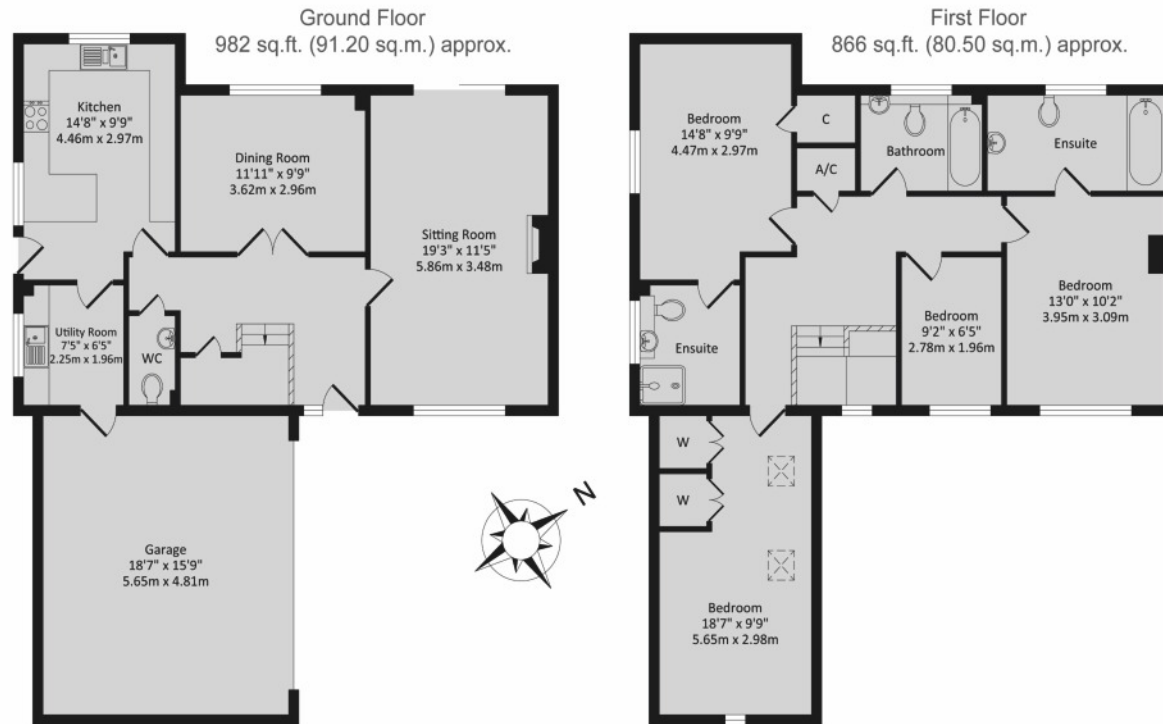 Ground Floor
982 sq.ft. (91.20 sq.m.) approx.
Kitchen
14'8" x 9'9"
4.46m x 2.97m
Dining Room
11'11" x 9'9"
3.62m x 2.96m
Sitting Room
19'3" x 11'5"
5.86m x 3.48m
Utility Room
7'5" x 6'5"
2.25m x 1.96m
WC
Garage
18'7" x 15'9"
5.65m x 4.81m
N
First Floor
866 sq.ft. (80.50 sq.m.) approx.
Bedroom
14'8" x 9'9"
4.47m x 2.97m
C
A/C
Bathroom
Ensuite
Bedroom
13'0" x 10'2"
3.95m x 3.09m
Bedroom
9'2" x 6'5"
2.78m x 1.96m
Ensuite
W
W
Bedroom
18'7" x 9'9"
5.65m x 2.98m